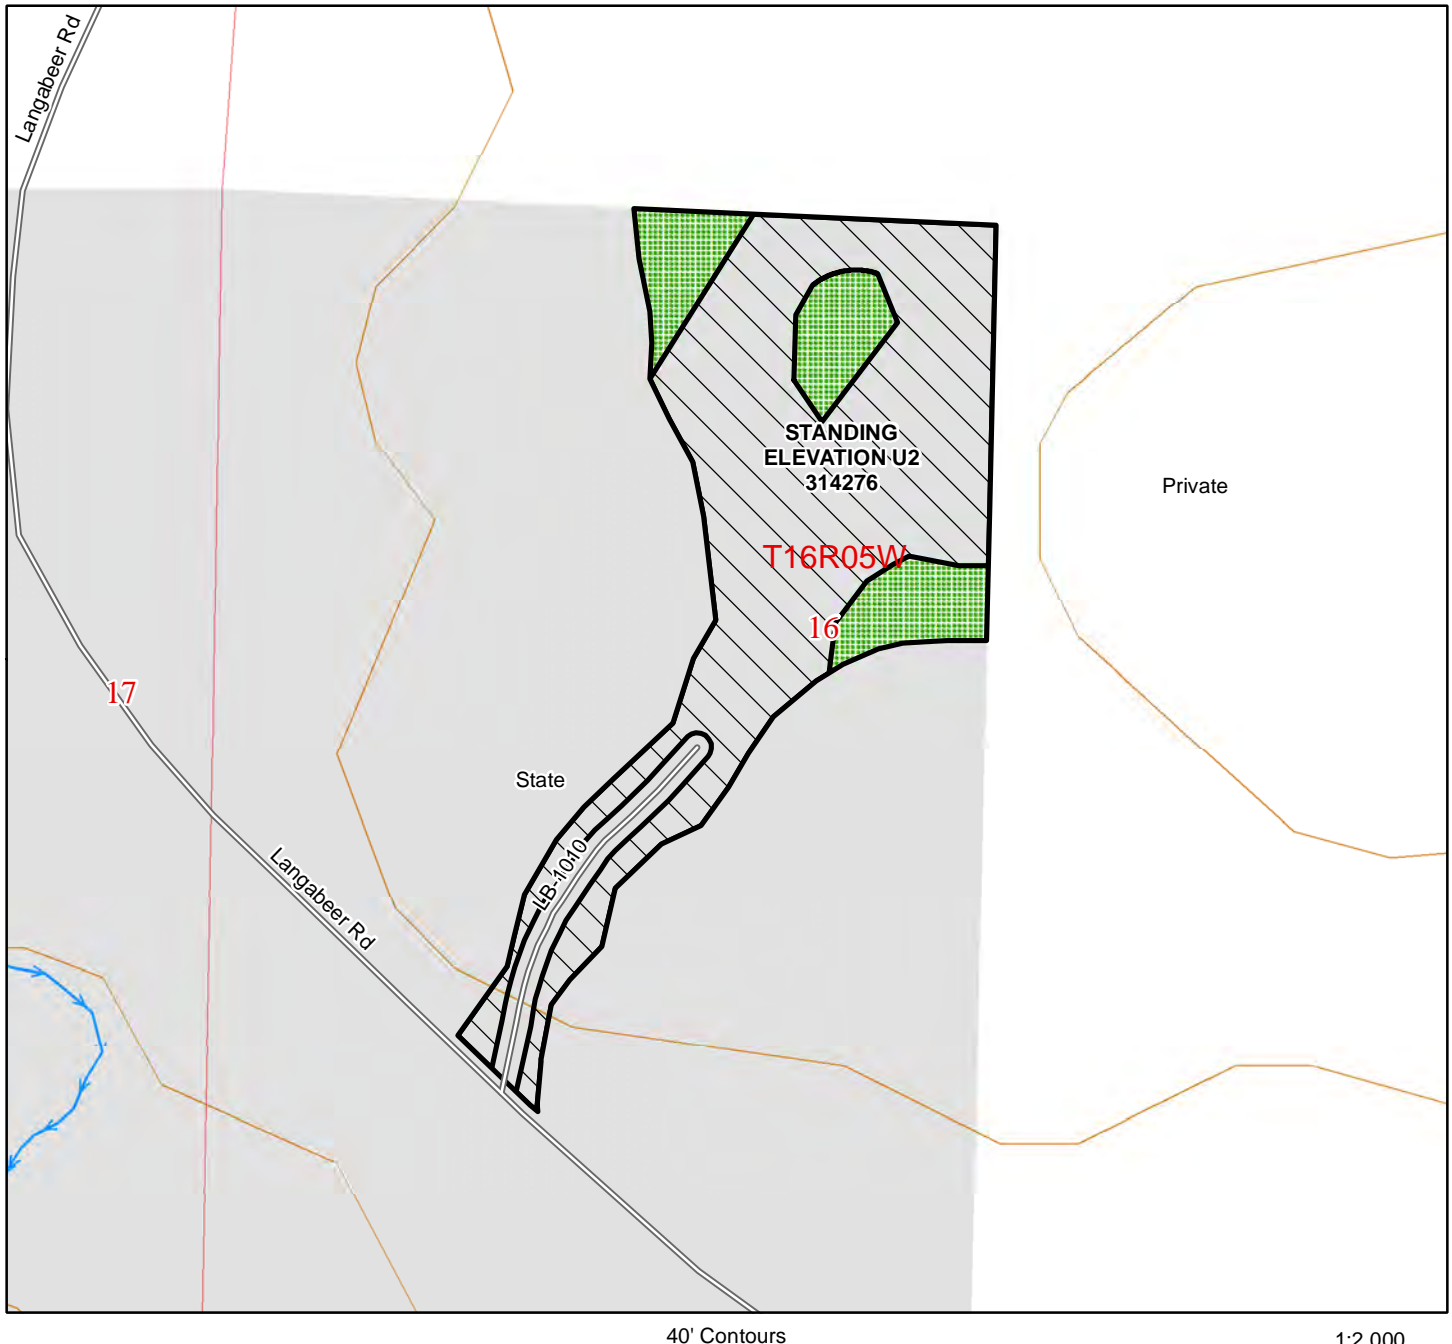 Langabeer Rd
STANDING
ELEVATION U2
314276
Private
T16R05W
16
17
State
LB-1010
Langabeer Rd
40' Contours
1:2,000